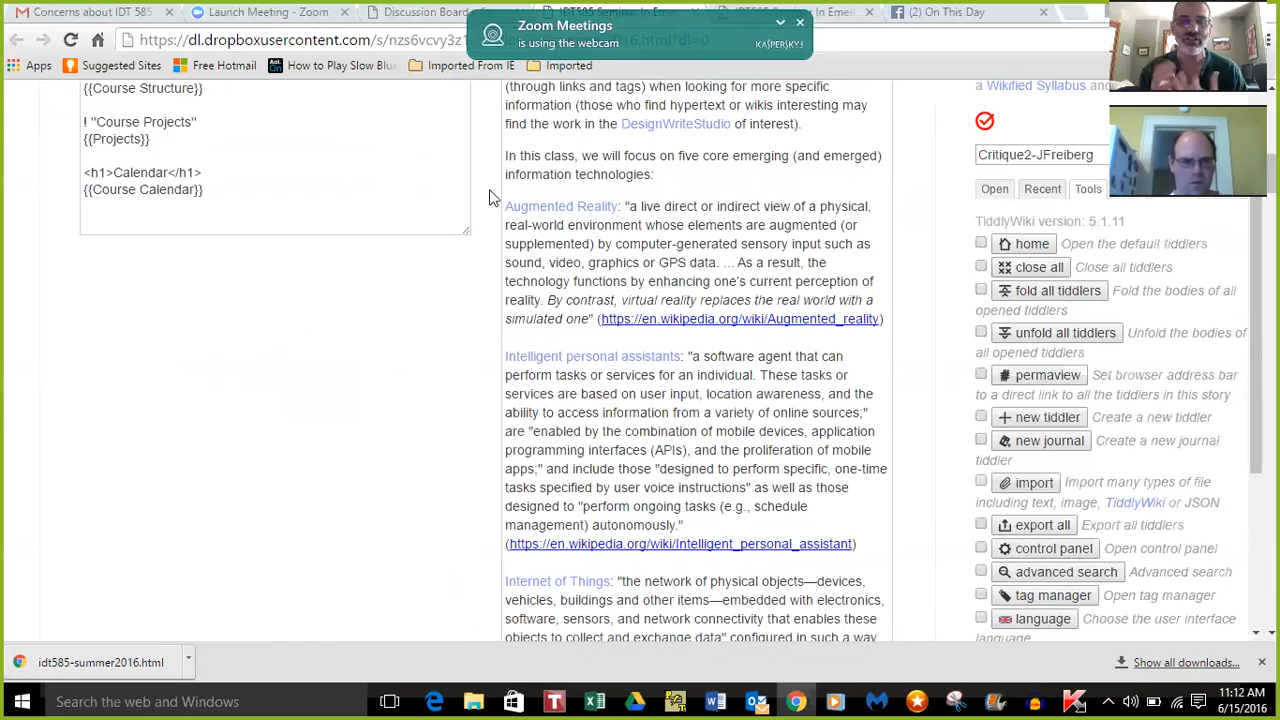 Concerns about IDT 585
Launch Meeting - Zoom
Discussion Board
IDT585 Seminar In Eme
Seminar In Emer
(2) On This Day
Zoom Meetings
is using the webcam
KASPERSKY
https://dl.dropboxusercontent.com/s/nzs6vcvy3z
2016.html?dl=0
Apps
Suggested Sites
Free Hotmail
Aol. On
How to Play Slow Blue
Imported From IE
Imported
{{Course Structure}}
! "Course Projects"
{{Projects}}
<h1>Calendar</h1>
{{Course Calendar}}
(through links and tags) when looking for more specific
information (those who find hypertext or wikis interesting may
find the work in the DesignWriteStudio of interest).
In this class, we will focus on five core emerging (and emerged)
information technologies:
Augmented Reality: "a live direct or indirect view of a physical,
real-world environment whose elements are augmented (or
supplemented) by computer-generated sensory input such as
sound, video, graphics or GPS data. ... As a result, the
technology functions by enhancing one's current perception of
reality. By contrast, virtual reality replaces the real world with a
simulated one" (https://en.wikipedia.org/wiki/Augmented_reality)
Intelligent personal assistants: "a software agent that can
perform tasks or services for an individual. These tasks or
services are based on user input, location awareness, and the
ability to access information from a variety of online sources;"
are "enabled by the combination of mobile devices, application
programming interfaces (APIs), and the proliferation of mobile
apps;" and include those "designed to perform specific, one-time
tasks specified by user voice instructions" as well as those
designed to "perform ongoing tasks (e.g., schedule
management) autonomously."
(https://en.wikipedia.org/wiki/Intelligent_personal_assistant)
Internet of Things: "the network of physical objects—devices,
vehicles, buildings and other items—embedded with electronics,
software, sensors, and network connectivity that enables these
objects to collect and exchange data" configured in such a way
a Wikified Syllabus and
Critique2-JFreiberg
Open Recent Tools
TiddlyWiki version: 5.1.11
home Open the default tiddlers
close all Close all tiddlers
fold all tiddlers Fold the bodies of all
opened tiddlers
unfold all tiddlers Unfold the bodies of
all opened tiddlers
permaview Set browser address bar
to a direct link to all the tiddlers in this story
new tiddler Create a new tiddler
new journal Create a new journal
tiddler
import Import many types of file
including text, image, TiddlyWiki or JSON
export all Export all tiddlers
control panel Open control panel
advanced search Advanced search
tag manager Open tag manager
language Choose the user interface
language
idt585-summer2016.html
Show all downloads...
Search the web and Windows
11:12 AM
6/15/2016